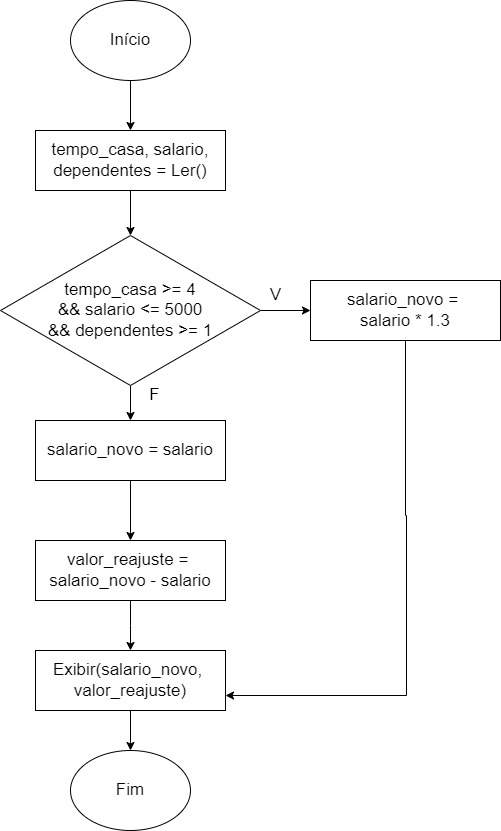 Início
tempo_casa, salario,
dependentes = Ler()
tempo_casa >= 4
&& salario <= 5000
&& dependentes >= 1
V
salario_novo =
salario * 1.3
F
salario_novo = salario
valor_reajuste =
salario_novo - salario
Exibir(salario_novo,
valor_reajuste)
Fim